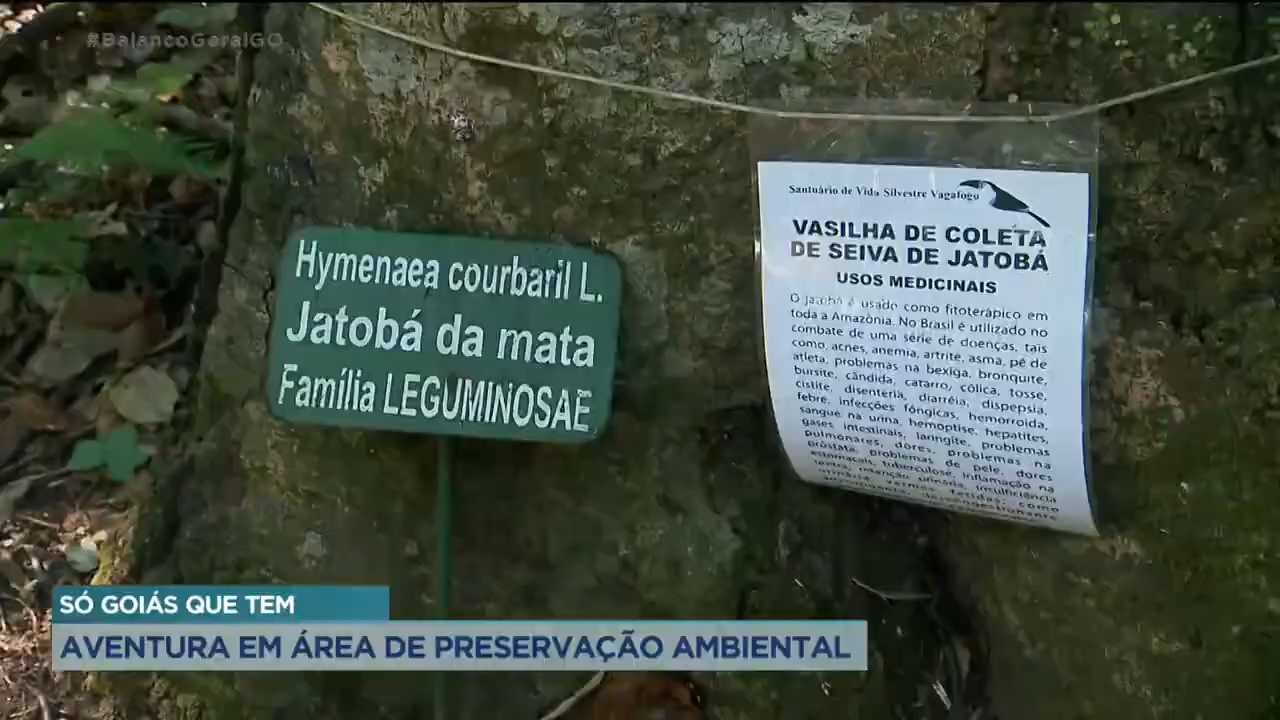 #BalancoGeralGO
Hymenaea courbaril L.
Jatobá da mata
Família LEGUMINOSAE
Santuário de Vida Silvestre Vagafogo
VASILHA DE COLETA
DE SEIVA DE JATOBÁ
USOS MEDICINAIS
O jatobá é usado como fitoterápico em
toda a Amazônia. No Brasil é utilizado no
combate de uma série de doenças, tais
como, acnes, anemia, artrite, asma, pé de
atleta, problemas na bexiga, bronquite,
bursite, cândida, catarro, cólica, tosse,
cistite, disenteria, diarréia, dispepsia,
febre, infecções fôngicas, hemorroida,
sangue na urina, hemoptise, hepatites,
gases intestinais, laringite, problemas
pulmonares, dores, problemas na
próstata, problemas de pele, dores
estomacais, tuberculose, inflamação na
retenção urinária, insuficiência
como
SÓ GOIÁS QUE TEM
AVENTURA EM ÁREA DE PRESERVAÇÃO AMBIENTAL